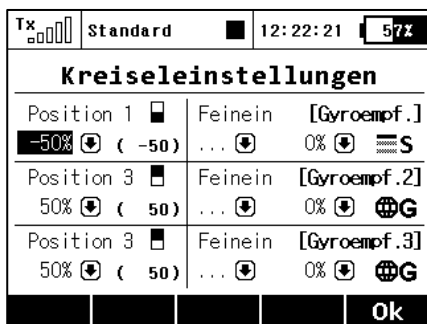 Tx Standard 12:22:21 57%
Kreiseleinstellungen
Position 1 Feinein [Gyroempf.]
-50% ( -50) ... 0% S
Position 3 Feinein [Gyroempf.2]
50% ( 50) ... 0% G
Position 3 Feinein [Gyroempf.3]
50% ( 50) ... 0% G
Ok